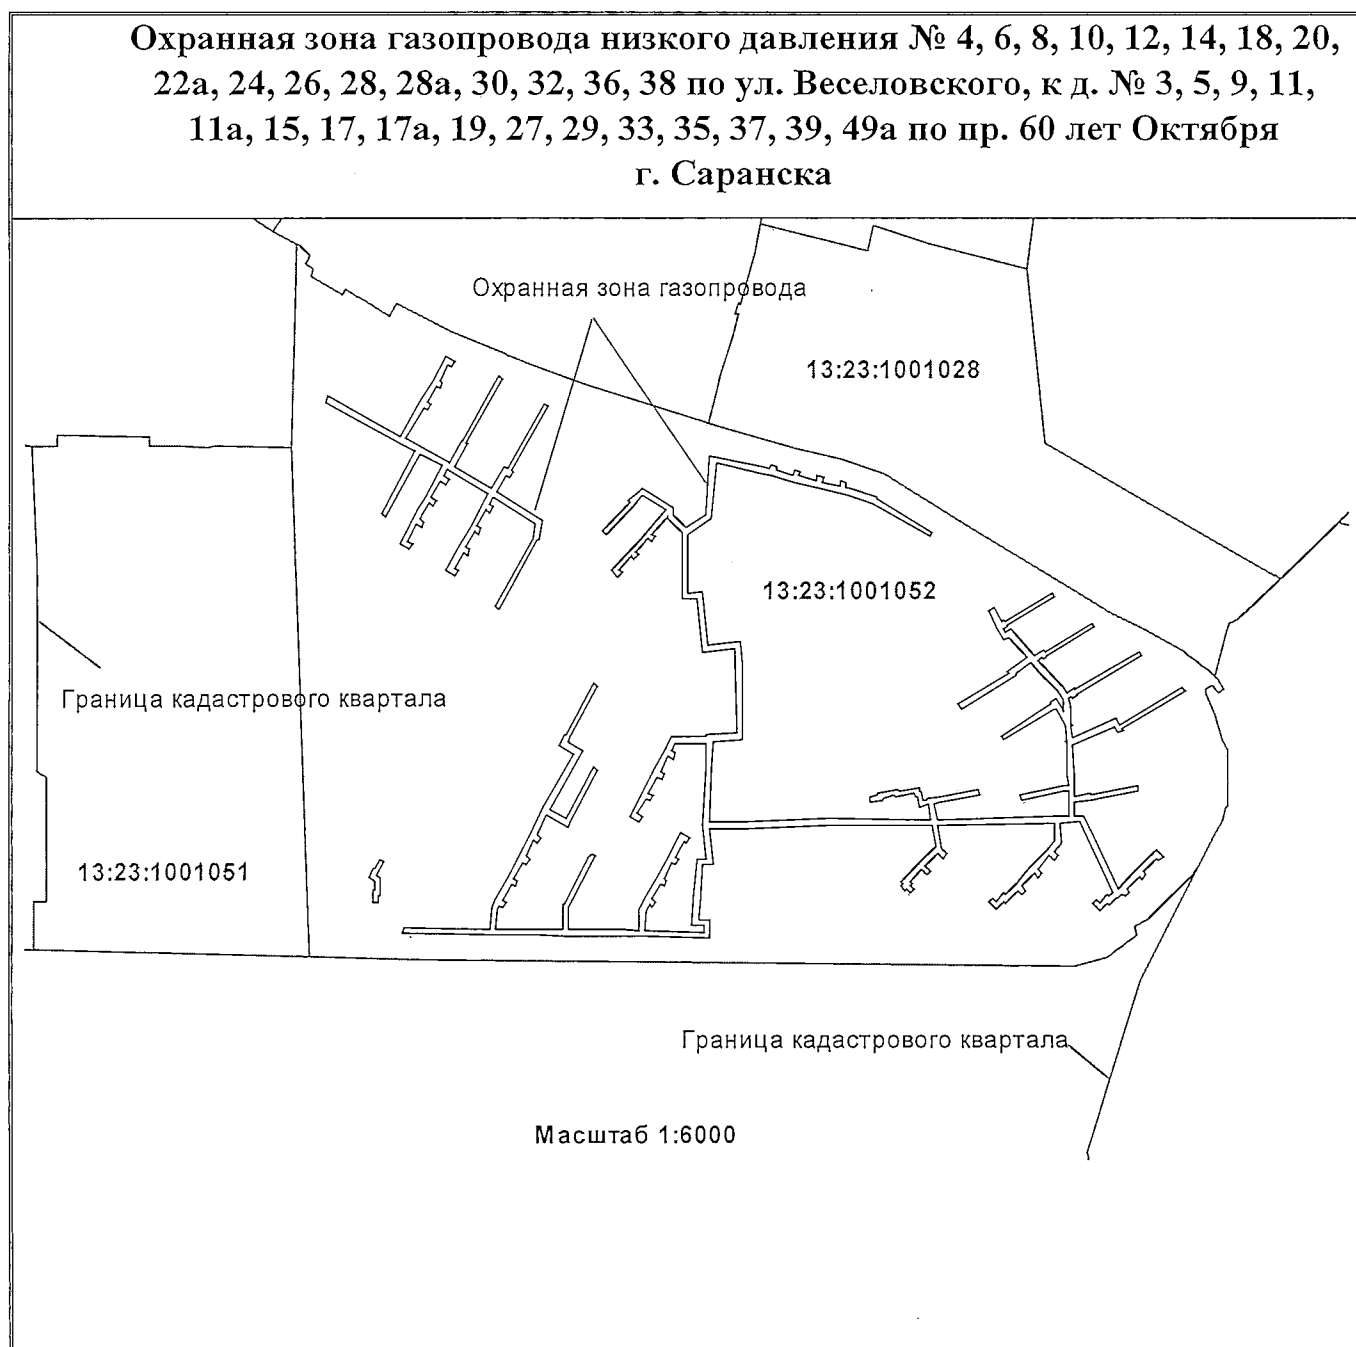 Охранная зона газопровода низкого давления № 4, 6, 8, 10, 12, 14, 18, 20,
22а, 24, 26, 28, 28а, 30, 32, 36, 38 по ул. Веселовского, к д. № 3, 5, 9, 11,
11а, 15, 17, 17а, 19, 27, 29, 33, 35, 37, 39, 49а по пр. 60 лет Октября
г. Саранска
Охранная зона газопровода
13:23:1001028
13:23:1001052
Граница кадастрового квартала
13:23:1001051
Граница кадастрового квартала
Масштаб 1:6000